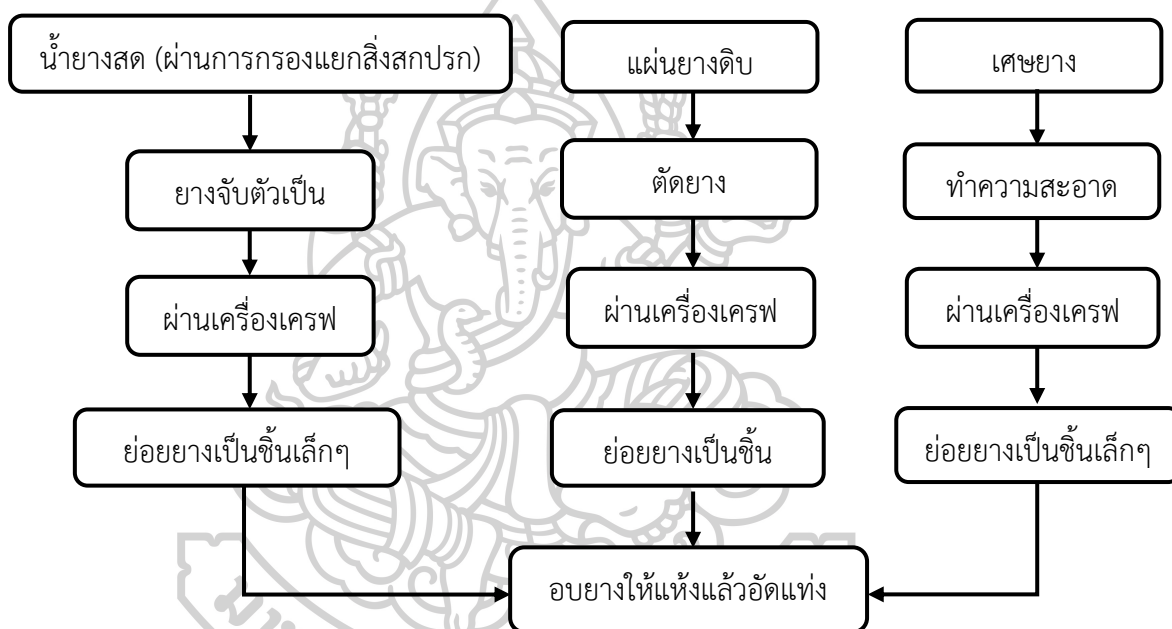 น้ำยางสด (ผ่านการกรองแยกสิ่งสกปรก)
แผ่นยางดิบ
เศษยาง
ยางจับตัวเป็น
ตัดยาง
ทำความสะอาด
ผ่านเครื่องเครฟ
ผ่านเครื่องเครฟ
ผ่านเครื่องเครฟ
ย่อยยางเป็นชิ้นเล็กๆ
ย่อยยางเป็นชิ้น
ย่อยยางเป็นชิ้นเล็กๆ
อบยางให้แห้งแล้วอัดแท่ง